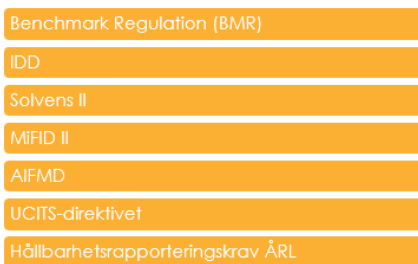 Benchmark Regulation (BMR)
IDD
Solvens II
MiFID II
AIFMD
UCITS-direktivet
Hållbarhetsrapporteringskrav ÅRL